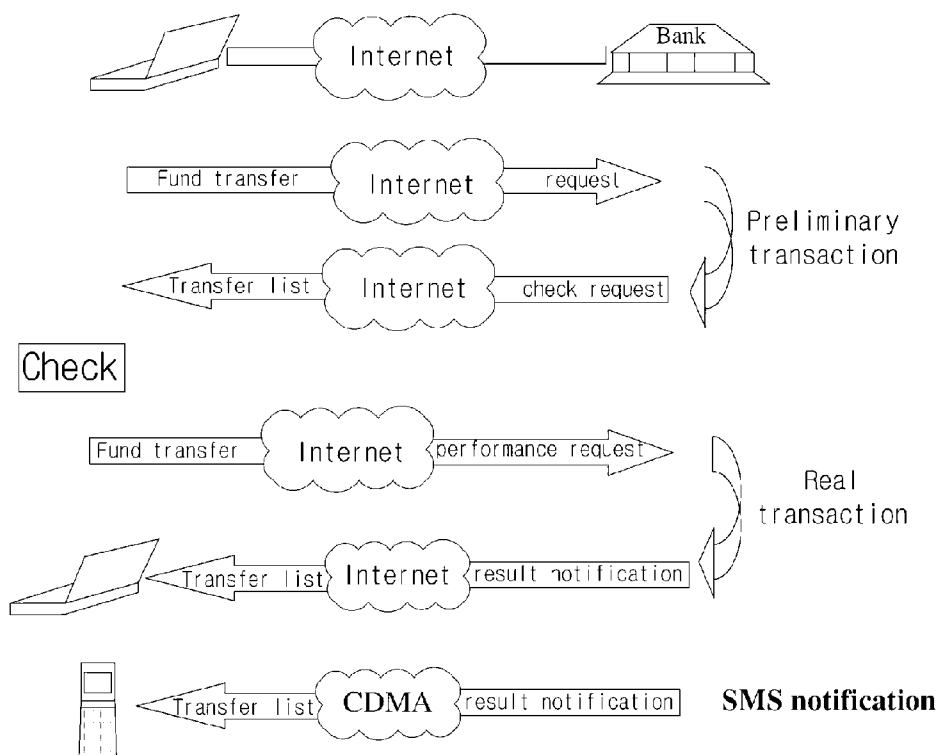 Internet
Bank
Fund transfer Internet request
Preliminary
transaction
Transfer list Internet check request
Check
Fund transfer Internet performance request
Real
transaction
Transfer list Internet result notification
Transfer list CDMA result notification SMS notification